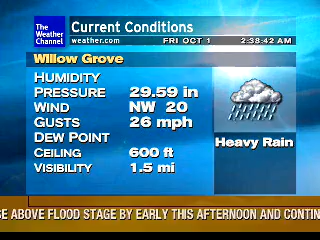 The Weather Channel
Current Conditions
weather.com FRI OCT 1 2:38:42 AM
Willow Grove
HUMIDITY
PRESSURE 29.59 in
WIND NW 20
GUSTS 26 mph
DEW POINT
CEILING 600 ft
VISIBILITY 1.5 mi
Heavy Rain
SE ABOVE FLOOD STAGE BY EARLY THIS AFTERNOON AND CONTIN